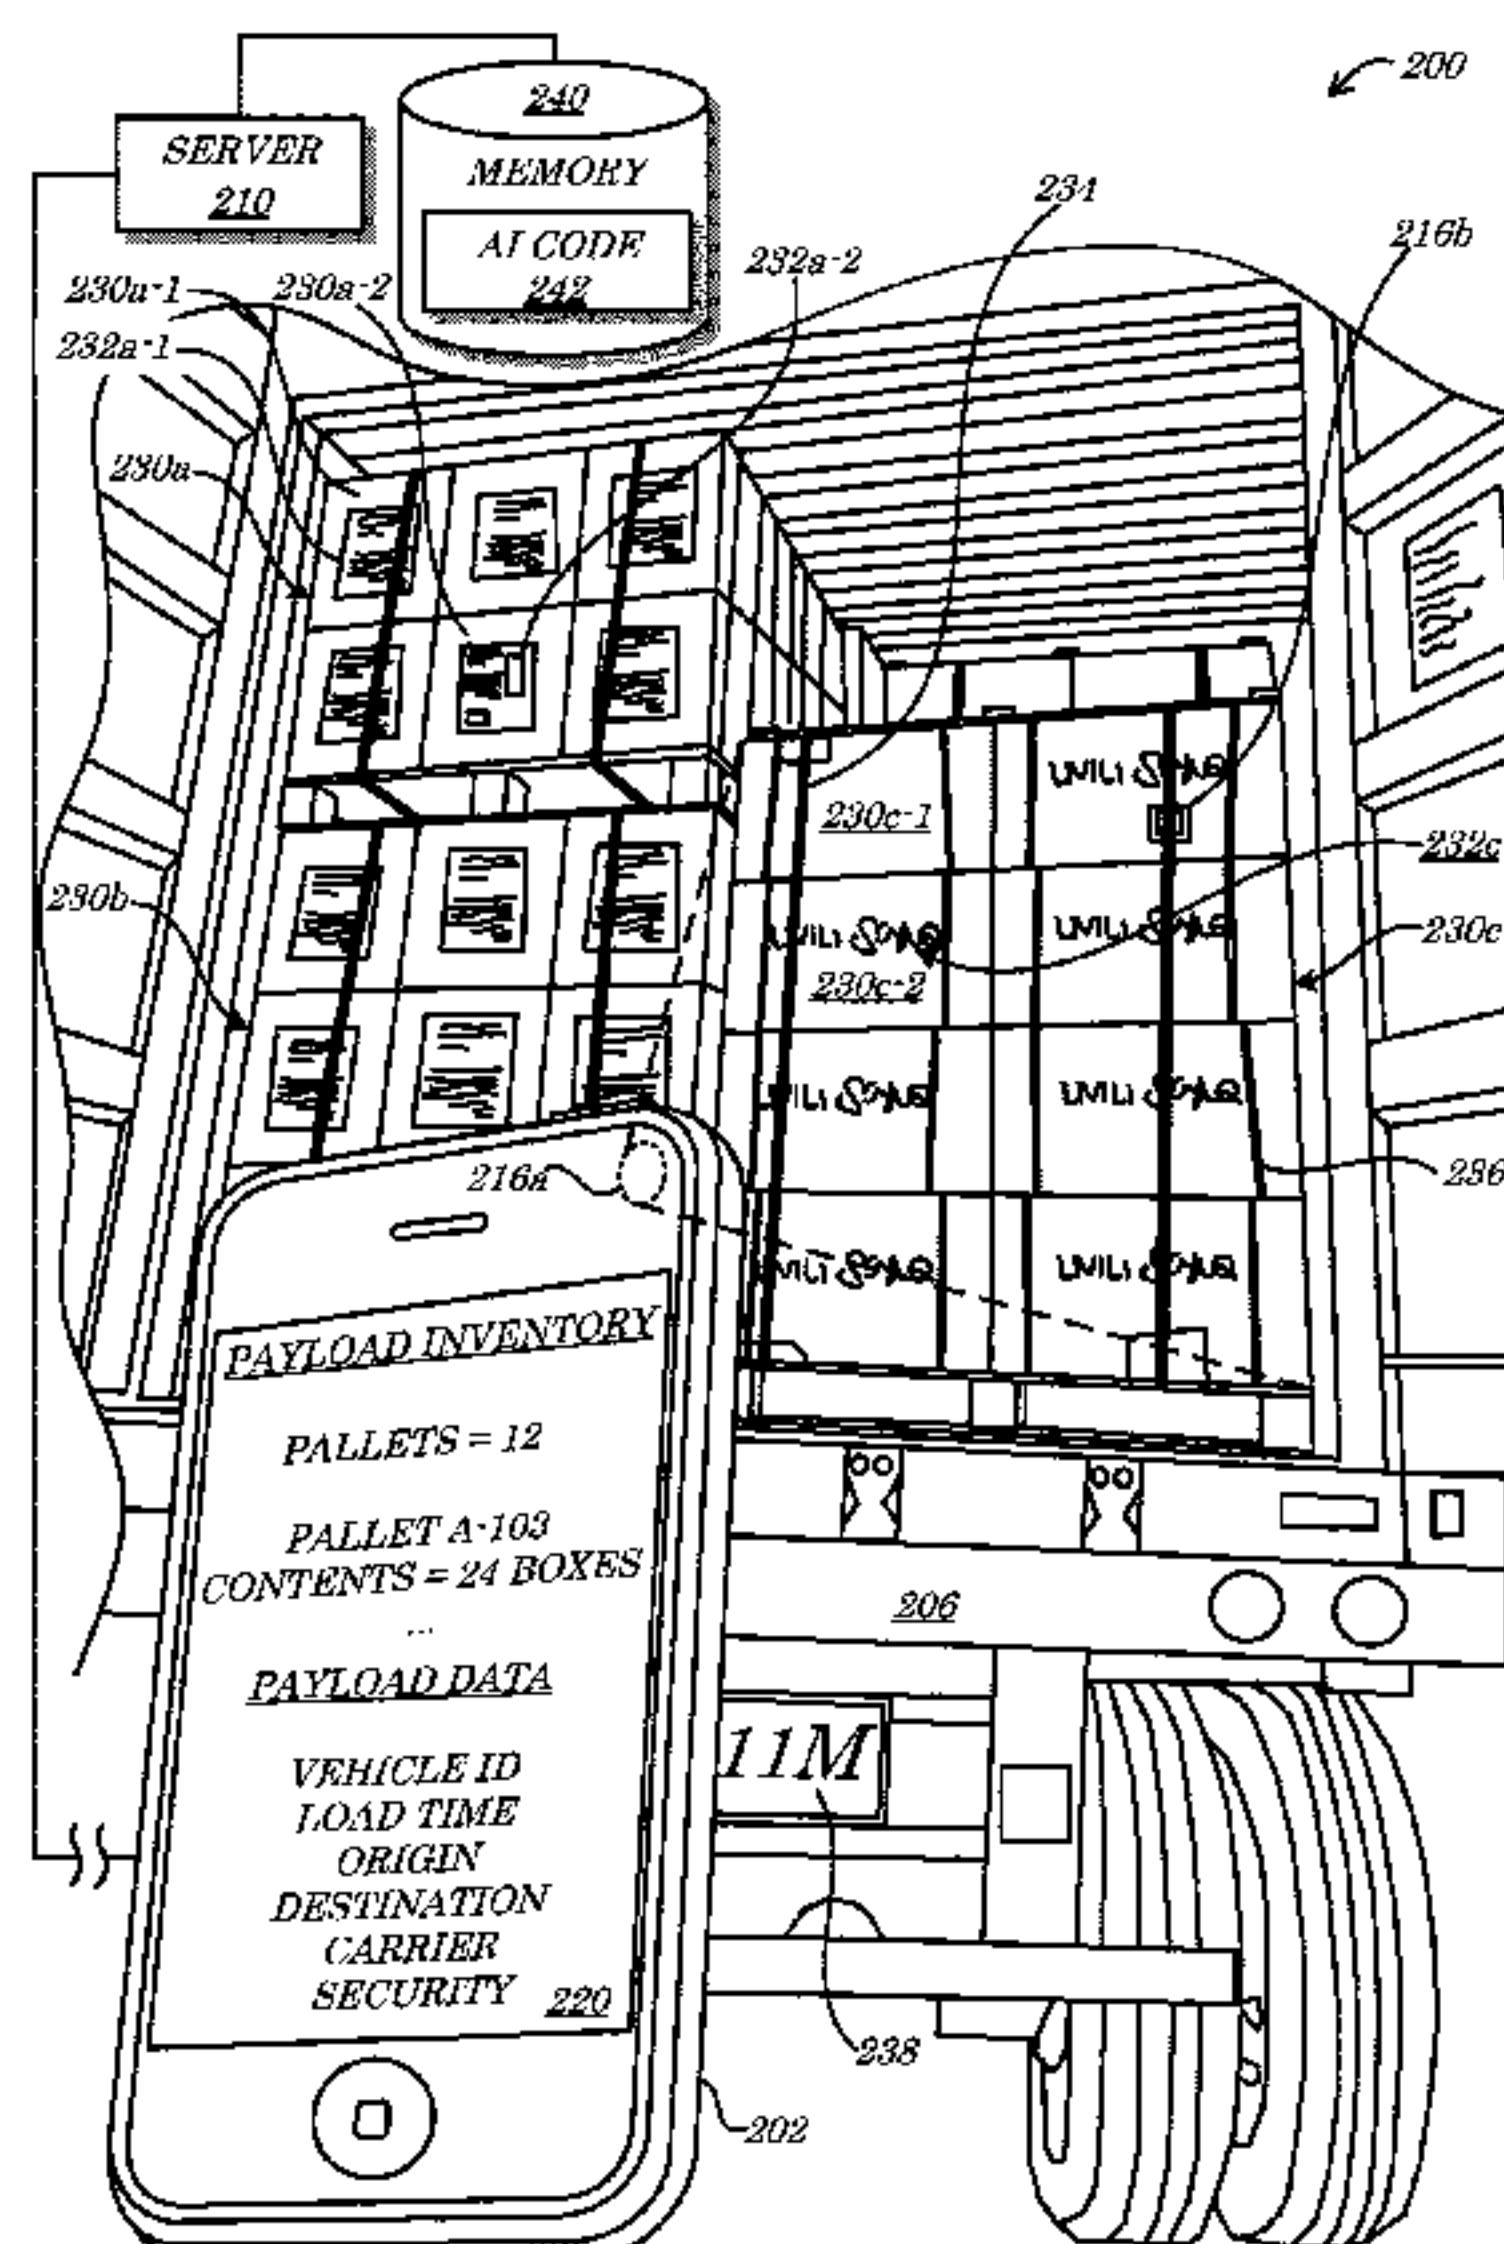 200
240
SERVER
210
MEMORY
AI CODE
242
234
216b
232a-2
230a-1
230a-2
232a-1
230a
230c-1
232c
230b
230c
230c-2
236
216a
PAYLOAD INVENTORY
PALLETS = 12
PALLET A-103
CONTENTS = 24 BOXES
...
206
PAYLOAD DATA
11M
VEHICLE ID
LOAD TIME
ORIGIN
DESTINATION
CARRIER
SECURITY
220
238
202